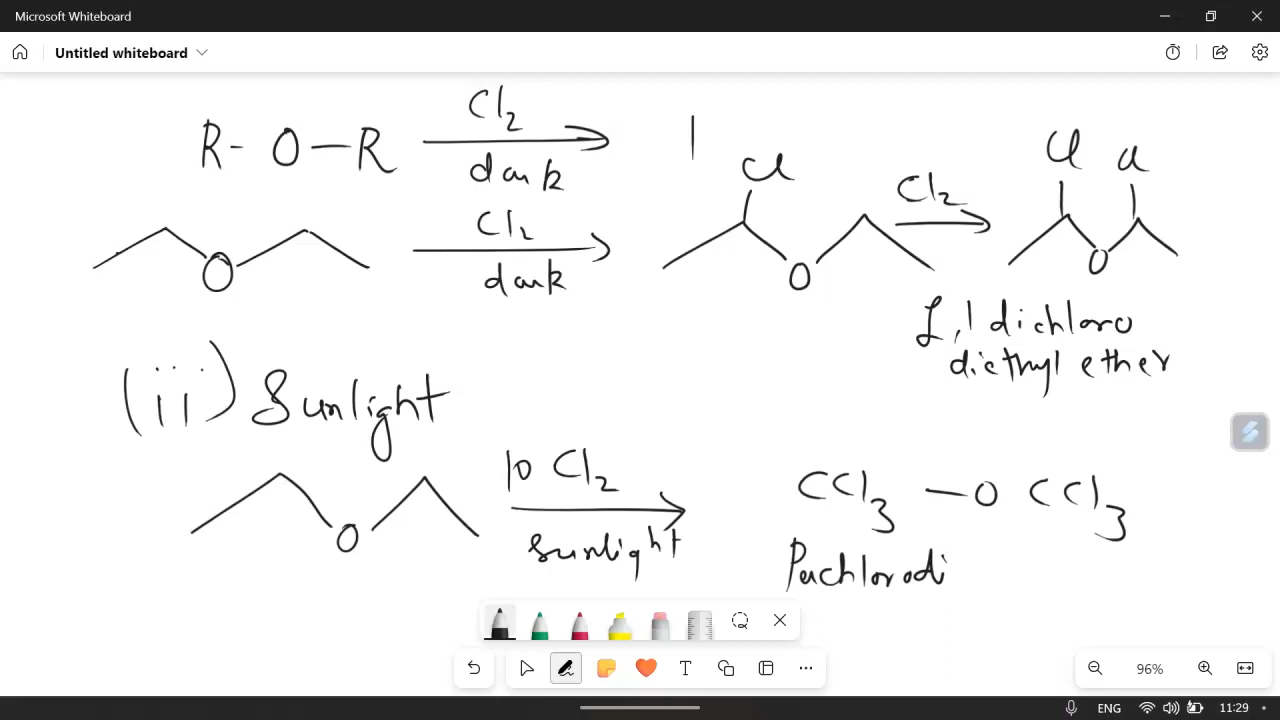 Microsoft Whiteboard
Untitled whiteboard
R - O — R Cl2 dark
Cl
O Cl2 dark O Cl2 Cl Cl O
1,1 dichloro
diethyl ether
(ii) Sunlight
O 10 Cl2 sunlight CCl3 — O CCl3
Pachlorodi
96%
ENG 11:29